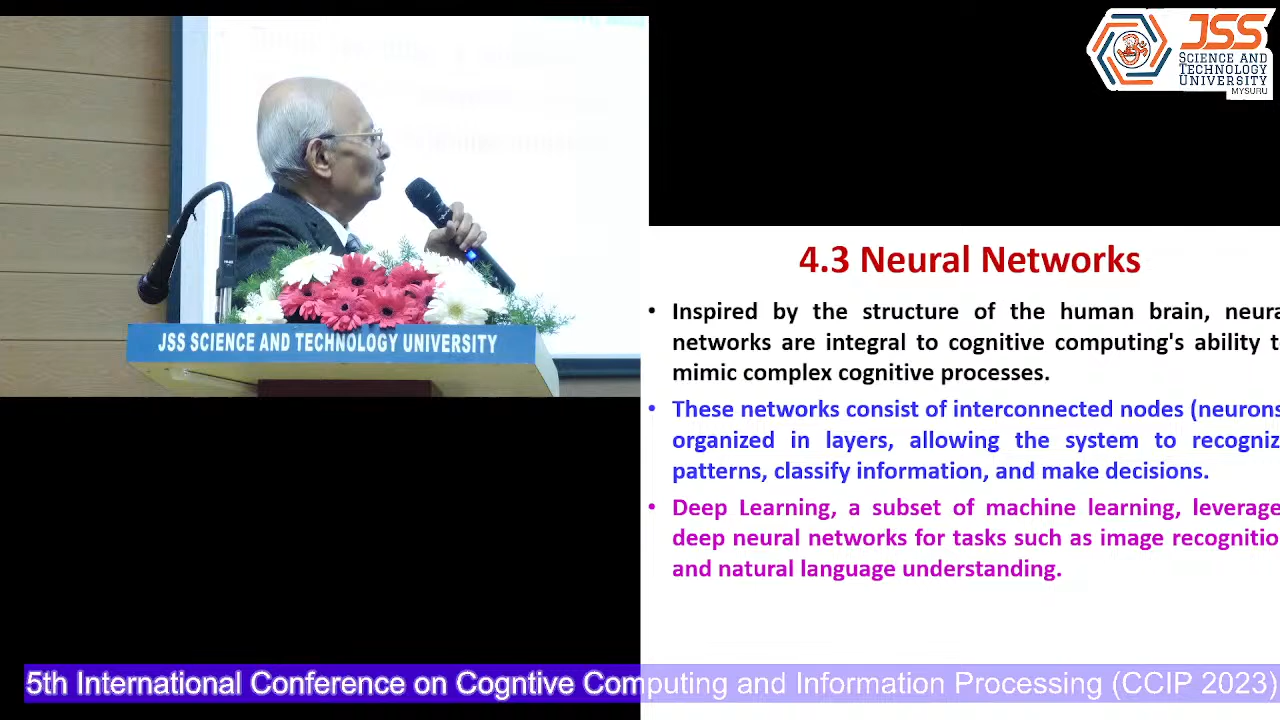 JSS
SCIENCE AND
TECHNOLOGY
UNIVERSITY
MYSURU
JSS SCIENCE AND TECHNOLOGY UNIVERSITY
4.3 Neural Networks
• Inspired by the structure of the human brain, neura
networks are integral to cognitive computing's ability t
mimic complex cognitive processes.
• These networks consist of interconnected nodes (neurons
organized in layers, allowing the system to recogniz
patterns, classify information, and make decisions.
• Deep Learning, a subset of machine learning, leverage
deep neural networks for tasks such as image recognitio
and natural language understanding.
5th International Conference on Cogntive Computing and Information Processing (CCIP 2023)